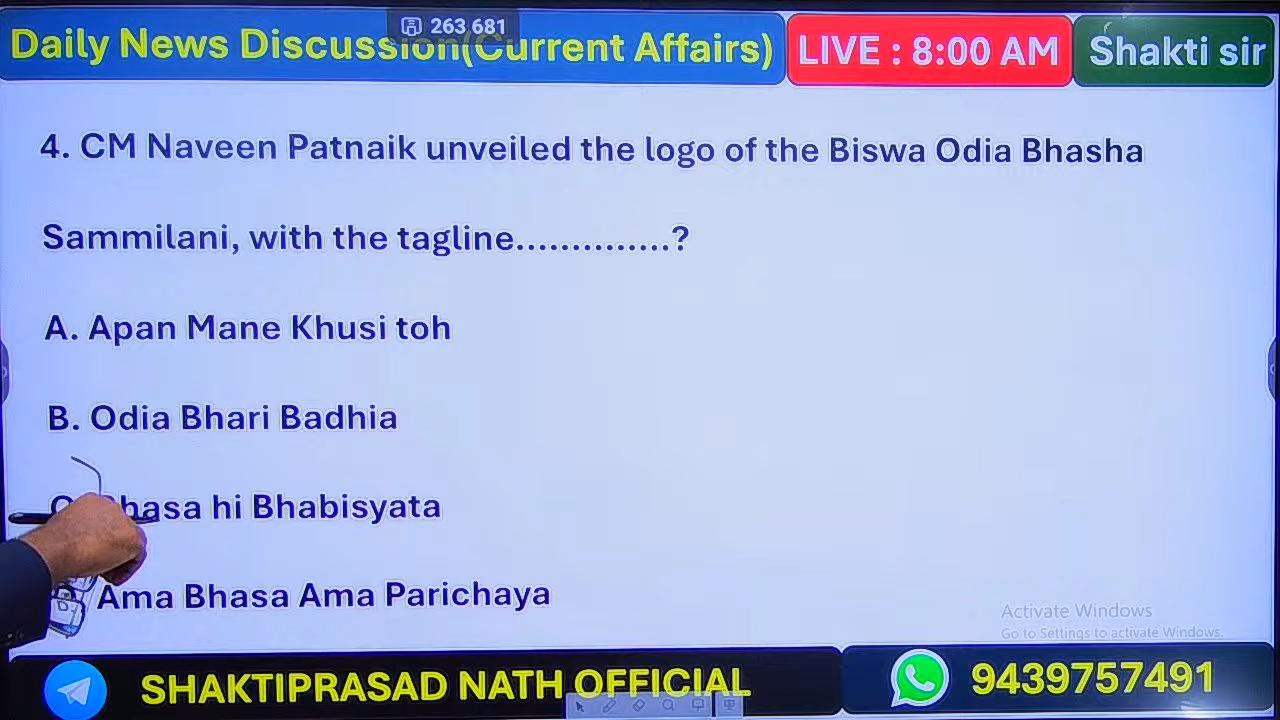 263 681
Daily News Discussion(Current Affairs)
LIVE : 8:00 AM
Shakti sir
4. CM Naveen Patnaik unveiled the logo of the Biswa Odia Bhasha
Sammilani, with the tagline..............?
A. Apan Mane Khusi toh
B. Odia Bhari Badhia
hasa hi Bhabisyata
Ama Bhasa Ama Parichaya
Activate Windows
Go to Settings to activate Windows.
SHAKTIPRASAD NATH OFFICIAL
9439757491